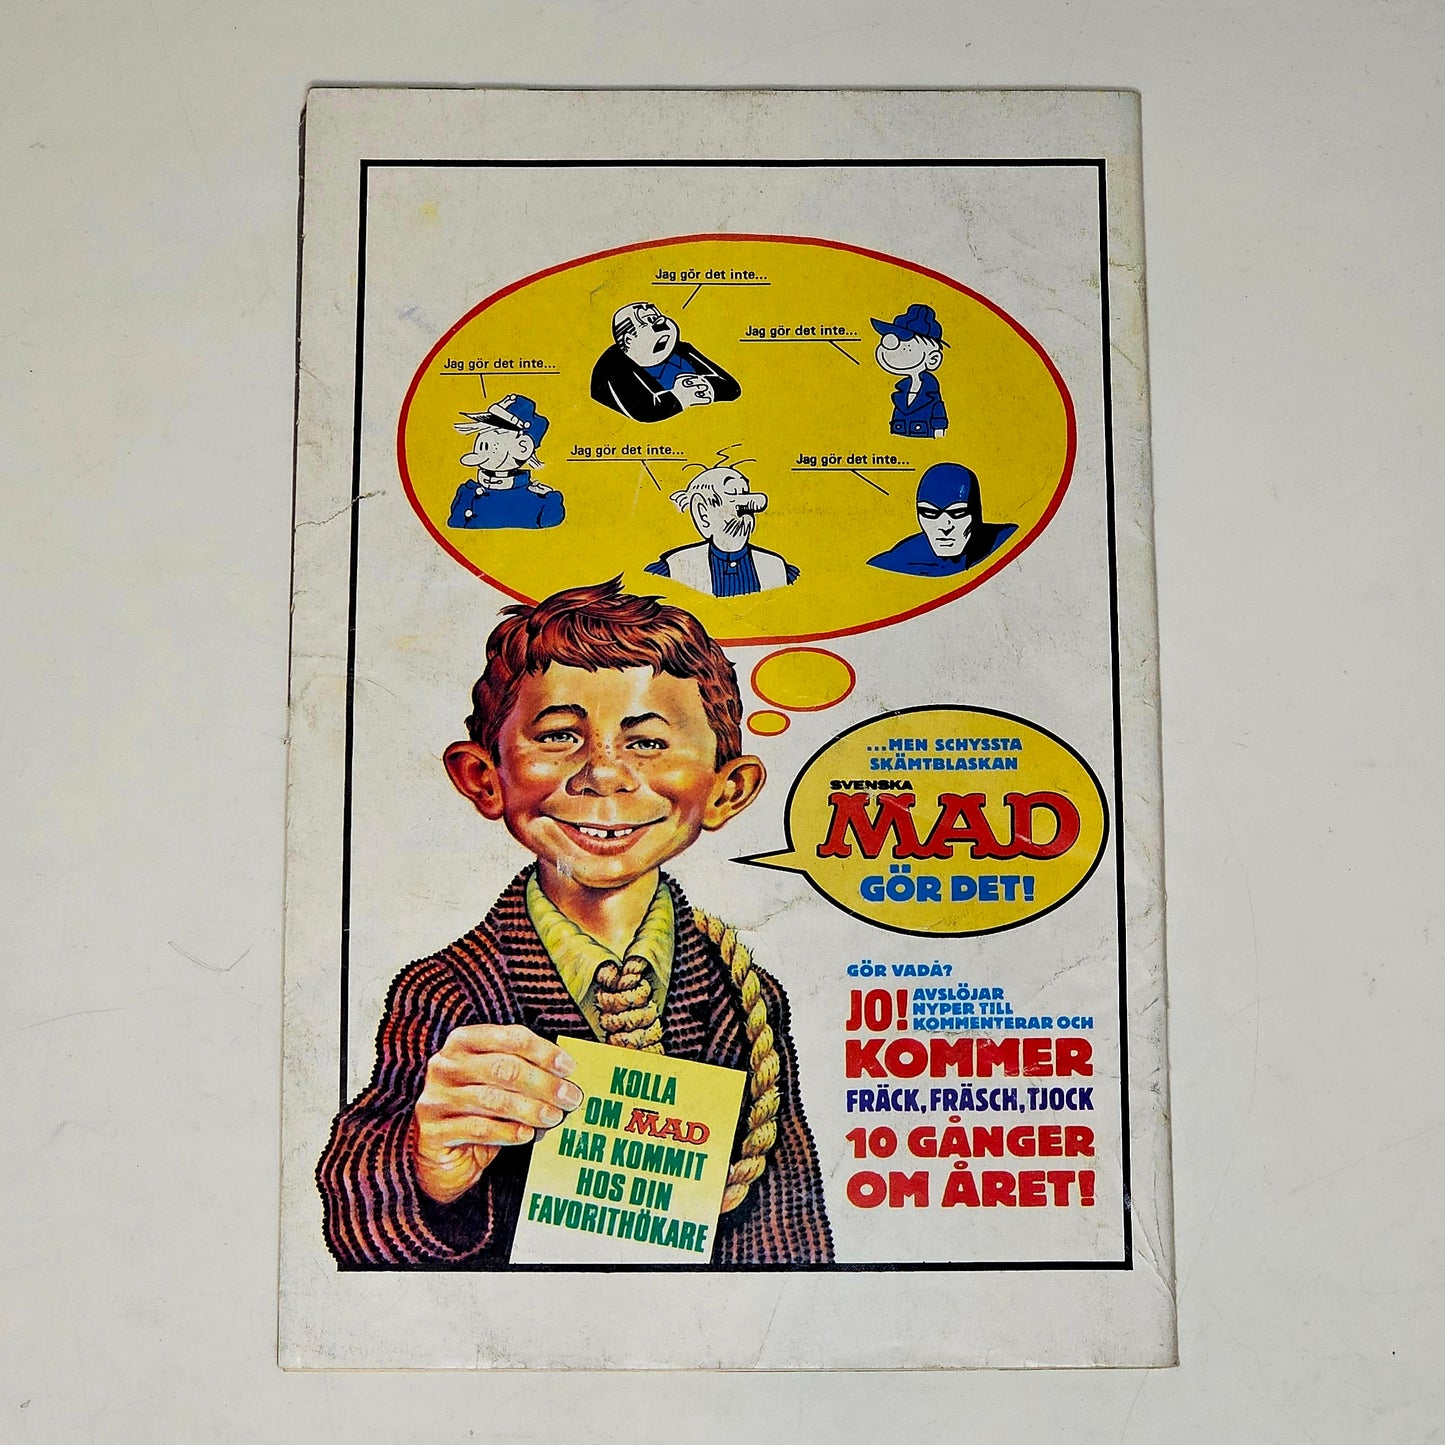 Jag gör det inte...
Jag gör det inte...
Jag gör det inte...
Jag gör det inte...
Jag gör det inte...
...MEN SCHYSSTA
SKÄMTBLASKAN
SVENSKA
MAD
GÖR DET!
GÖR VADÅ?
JO! AVSLÖJAR
NYPER TILL
KOMMENTERAR OCH
KOMMER
FRÄCK, FRÄSCH, TJOCK
10 GÅNGER
OM ÅRET!
KOLLA
OM MAD
HAR KOMMIT
HOS DIN
FAVORITHÖKARE